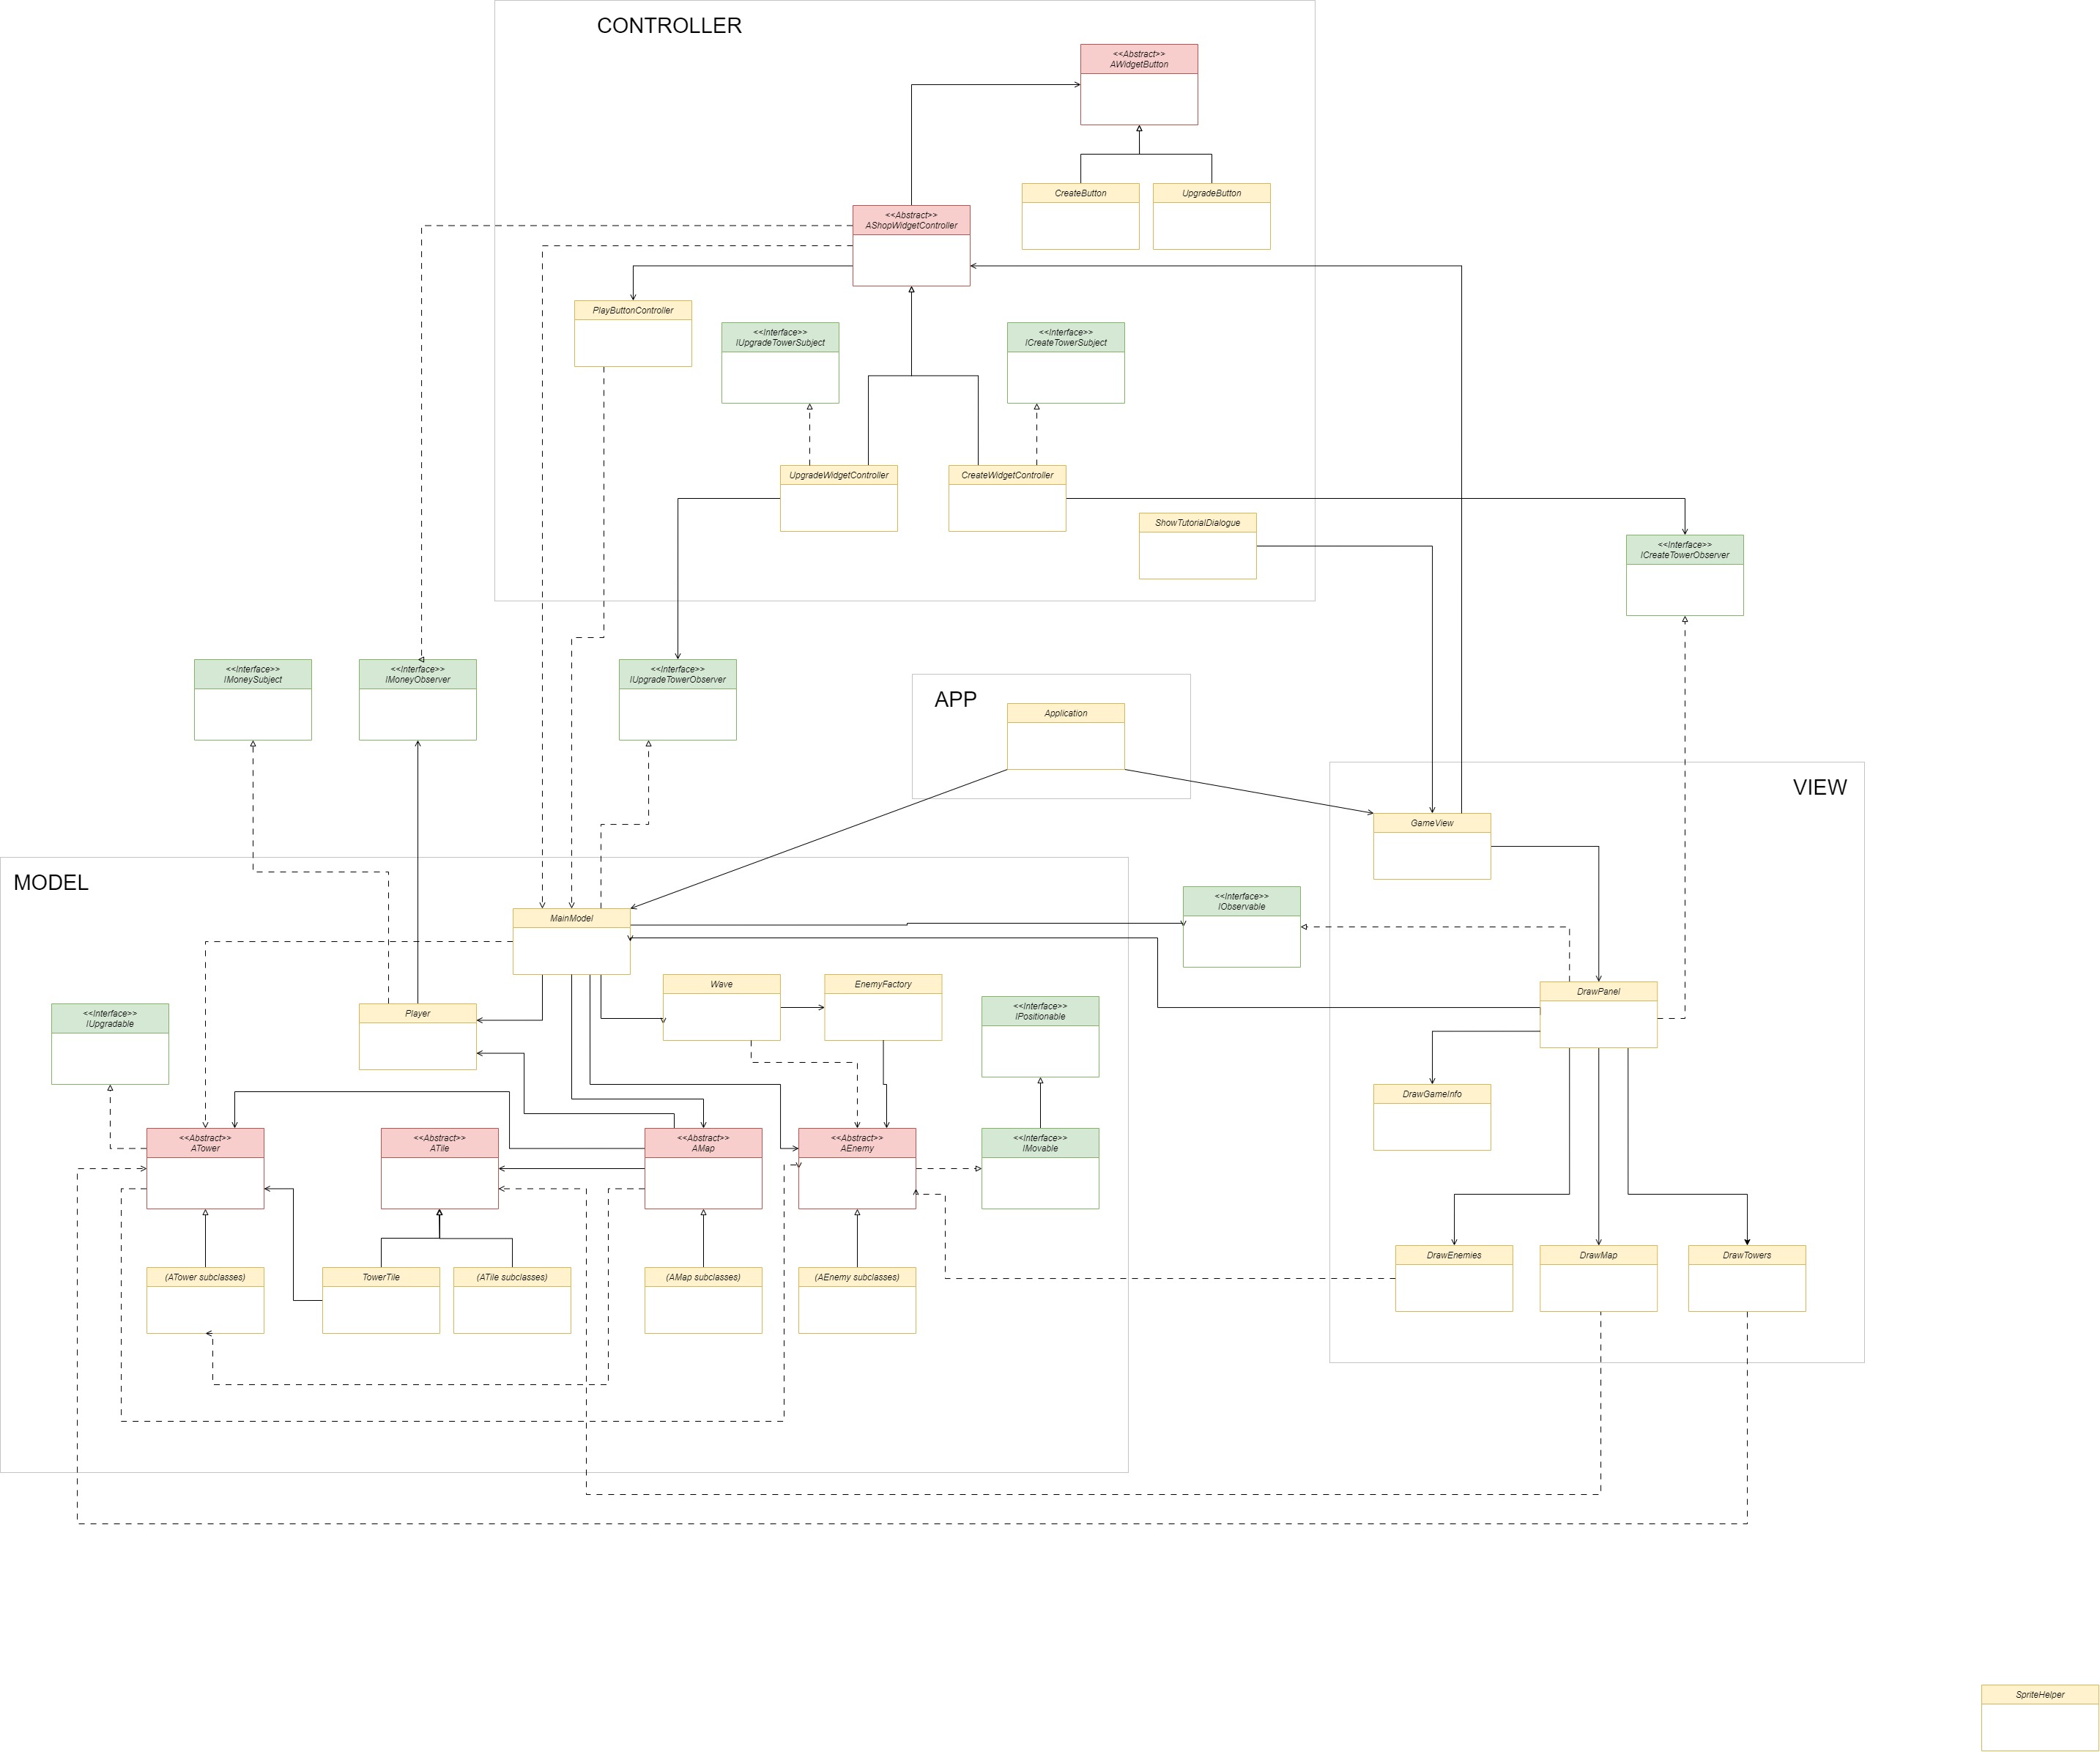 CONTROLLER
<<Abstract>>
AWidgetButton
CreateButton
UpgradeButton
<<Abstract>>
AShopWidgetController
PlayButtonController
<<Interface>>
IUpgradeTowerSubject
<<Interface>>
ICreateTowerSubject
UpgradeWidgetController
CreateWidgetController
ShowTutorialDialogue
<<Interface>>
ICreateTowerObserver
<<Interface>>
IMoneySubject
<<Interface>>
IMoneyObserver
<<Interface>>
IUpgradeTowerObserver
APP
Application
VIEW
GameView
MODEL
MainModel
<<Interface>>
IObservable
Wave
EnemyFactory
DrawPanel
<<Interface>>
IUpgradable
Player
<<Interface>>
IPositionable
DrawGameInfo
<<Abstract>>
ATower
<<Abstract>>
ATile
<<Abstract>>
AMap
<<Abstract>>
AEnemy
<<Interface>>
IMovable
DrawEnemies
DrawMap
DrawTowers
(ATower subclasses)
TowerTile
(ATile subclasses)
(AMap subclasses)
(AEnemy subclasses)
SpriteHelper